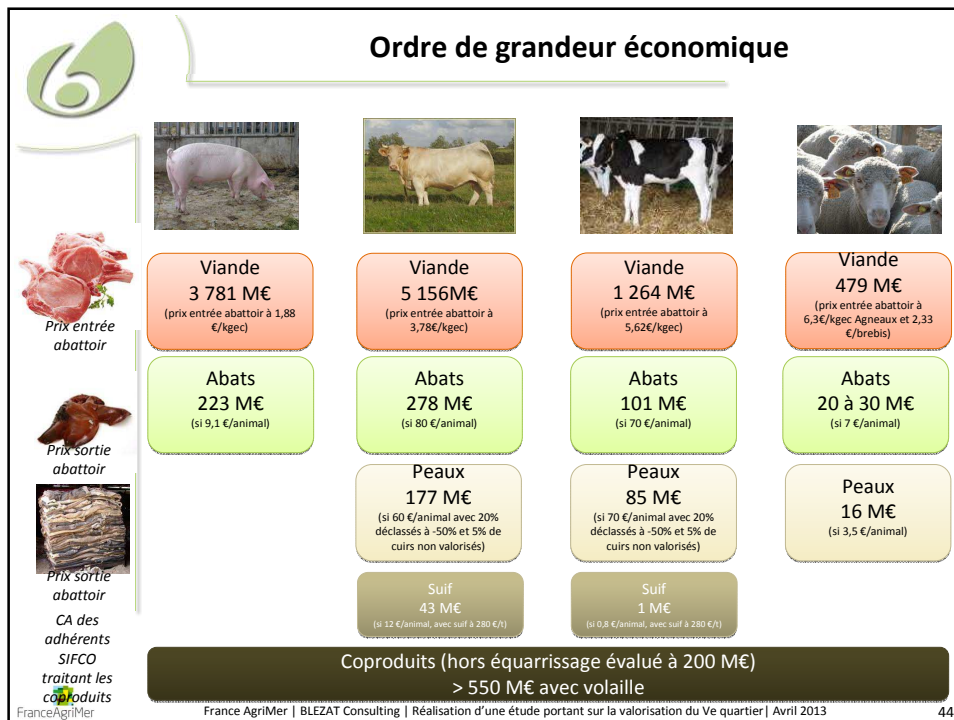 Ordre de grandeur économique
Prix entrée
abattoir
Viande
3 781 M€
(prix entrée abattoir à 1,88
€/kgec)
Viande
5 156M€
(prix entrée abattoir à
3,78€/kgec)
Viande
1 264 M€
(prix entrée abattoir à
5,62€/kgec)
Viande
479 M€
(prix entrée abattoir à
6,3€/kgec Agneaux et 2,33
€/brebis)
Prix sortie
abattoir
Abats
223 M€
(si 9,1 €/animal)
Abats
278 M€
(si 80 €/animal)
Abats
101 M€
(si 70 €/animal)
Abats
20 à 30 M€
(si 7 €/animal)
Prix sortie
abattoir
Peaux
177 M€
(si 60 €/animal avec 20%
déclassés à -50% et 5% de
cuirs non valorisés)
Peaux
85 M€
(si 70 €/animal avec 20%
déclassés à -50% et 5% de
cuirs non valorisés)
Peaux
16 M€
(si 3,5 €/animal)
Suif
43 M€
(si 12 €/animal, avec suif à 280 €/t)
Suif
1 M€
(si 0,8 €/animal, avec suif à 280 €/t)
CA des
adhérents
SIFCO
traitant les
coproduits
Coproduits (hors équarrissage évalué à 200 M€)
> 550 M€ avec volaille
FranceAgriMer
France AgriMer | BLEZAT Consulting | Réalisation d'une étude portant sur la valorisation du Ve quartier| Avril 2013
44